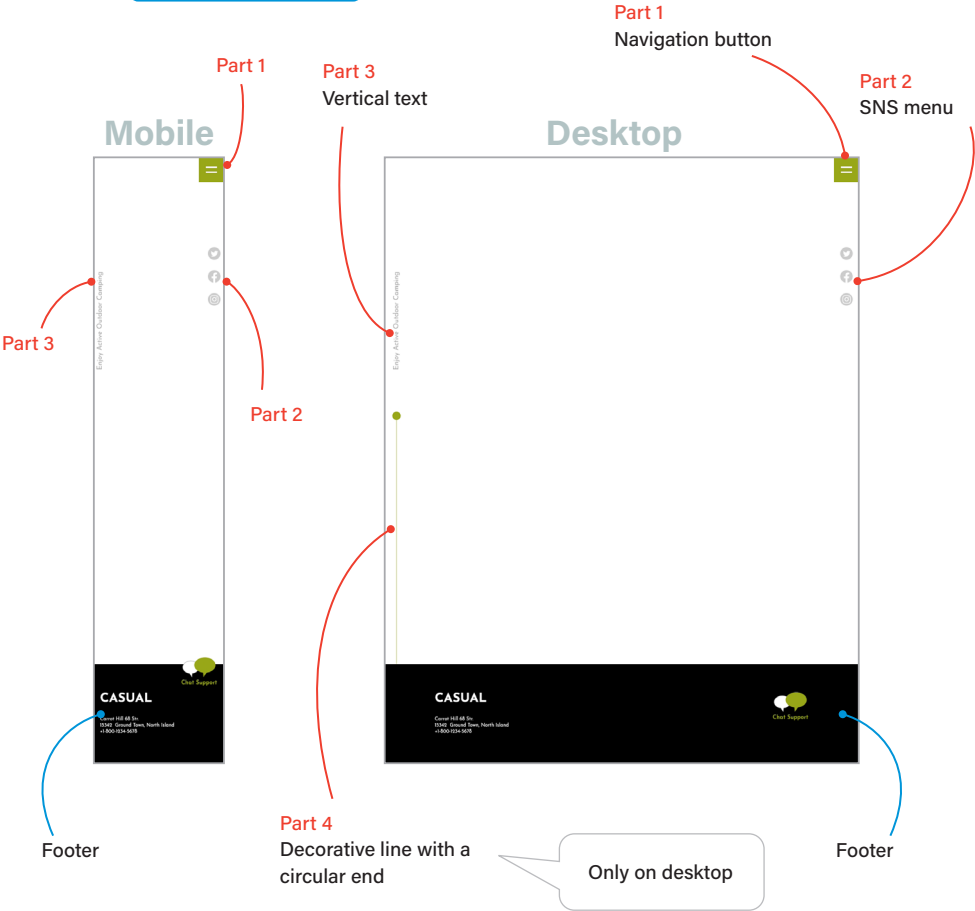 Part 1
Navigation button
Part 1
Part 3
Vertical text
Part 2
SNS menu
Mobile
Desktop
Enjoy Active Outdoor Camping
Enjoy Active Outdoor Camping
Part 3
Part 2
Chat Support
CASUAL
Carrot Hill 68 Str.
15342 Ground Town, North Island
+1-800-1234-5678
CASUAL
Carrot Hill 68 Str.
15342 Ground Town, North Island
+1-800-1234-5678
Chat Support
Footer
Part 4
Decorative line with a
circular end
Only on desktop
Footer